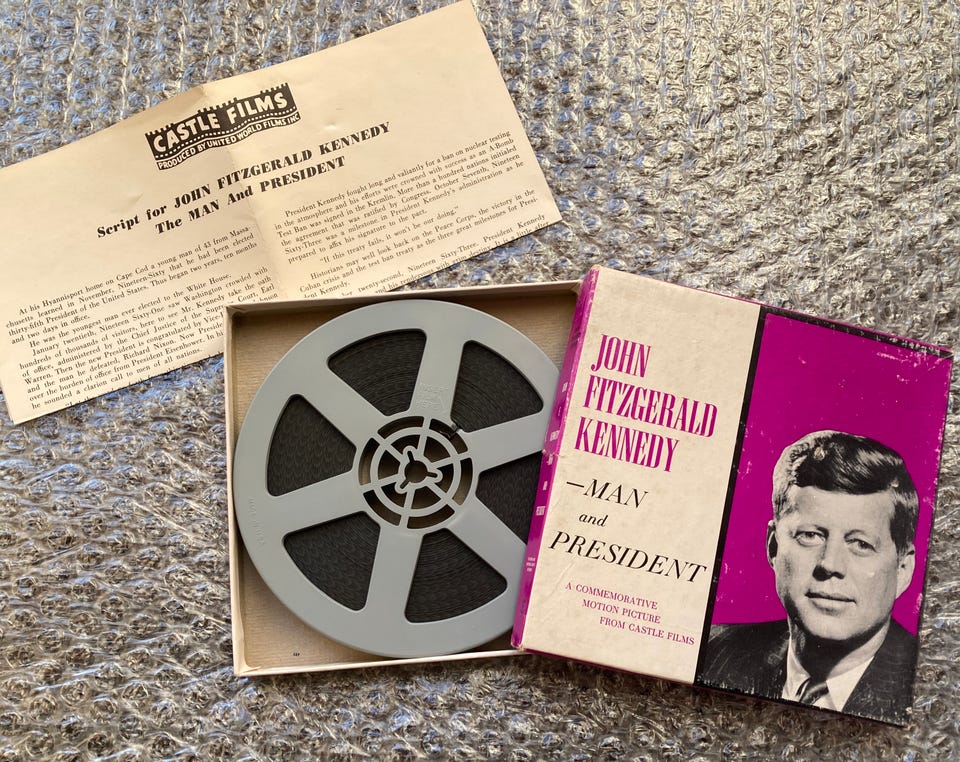 CASTLE FILMS
PRODUCED BY UNITED WORLD FILMS INC
Script for JOHN FITZGERALD KENNEDY
The MAN And PRESIDENT
At his Hyannisport home on Cape Cod a young man of 43 from Massa-
chusetts learned in November, Nineteen-Sixty that he had been elected
thirty-fifth President of the United States. Thus began two years, ten months
and two days in office.
He was the youngest man ever elected to the White House.
January twentieth, Nineteen Sixty-One saw Washington crowded with
hundreds of thousands of visitors, here to see Mr. Kennedy take the oath
of office, administered by the Chief Justice of the Supreme Court, Earl
Warren. Then the new President is congratulated by Vice
and the man he defeated, Richard Nixon. Now President
over the burden of office from President Eisenhower. In his
he sounded a clarion call to men of all nations.
President Kennedy fought long and valiantly for a ban on nuclear testing
in the atmosphere and his efforts were crowned with success as an A-Bomb
Test Ban was signed in the Kremlin. More than a hundred nations initialed
the agreement that was ratified by Congress. October Seventh, Nineteen
Sixty-Three was a milestone in President Kennedy's administration as he
prepared to affix his signature to the pact.
"If this treaty fails, it won't be our doing."
Historians may well look back on the Peace Corps, the victory in the
Cuban crisis and the test ban treaty as the three great milestones for Presi-
dent Kennedy.
twenty-second, Nineteen Sixty-Three. President Kennedy
JOHN
FITZGERALD
KENNEDY
—MAN
and
PRESIDENT
A COMMEMORATIVE
MOTION PICTURE
FROM CASTLE FILMS